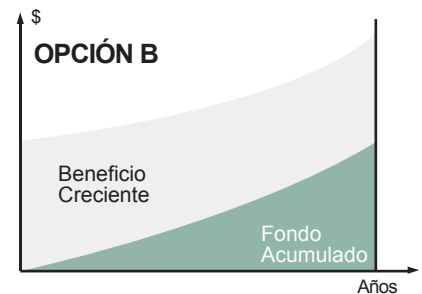 $
OPCIÓN B
Beneficio
Creciente
Fondo
Acumulado
Años